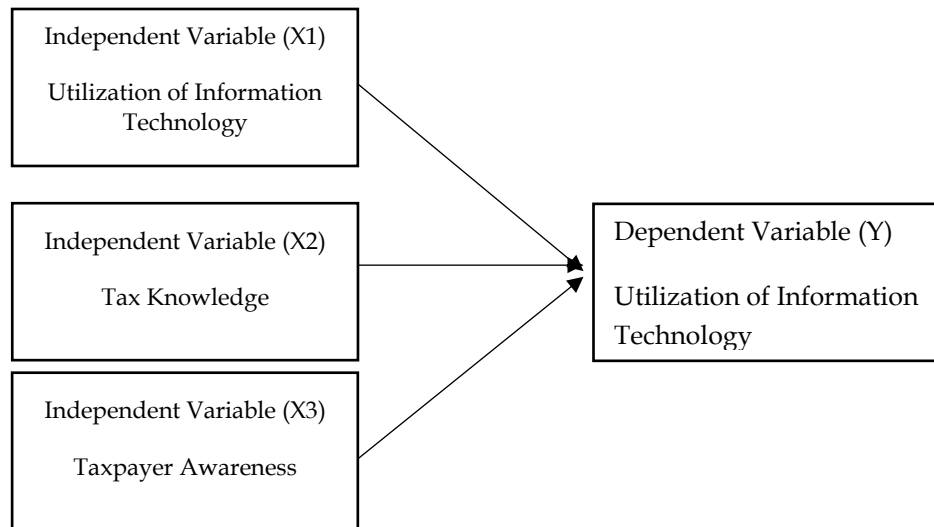 Independent Variable (X1)
Utilization of Information
Technology
Independent Variable (X2)
Tax Knowledge
Independent Variable (X3)
Taxpayer Awareness
Dependent Variable (Y)
Utilization of Information
Technology